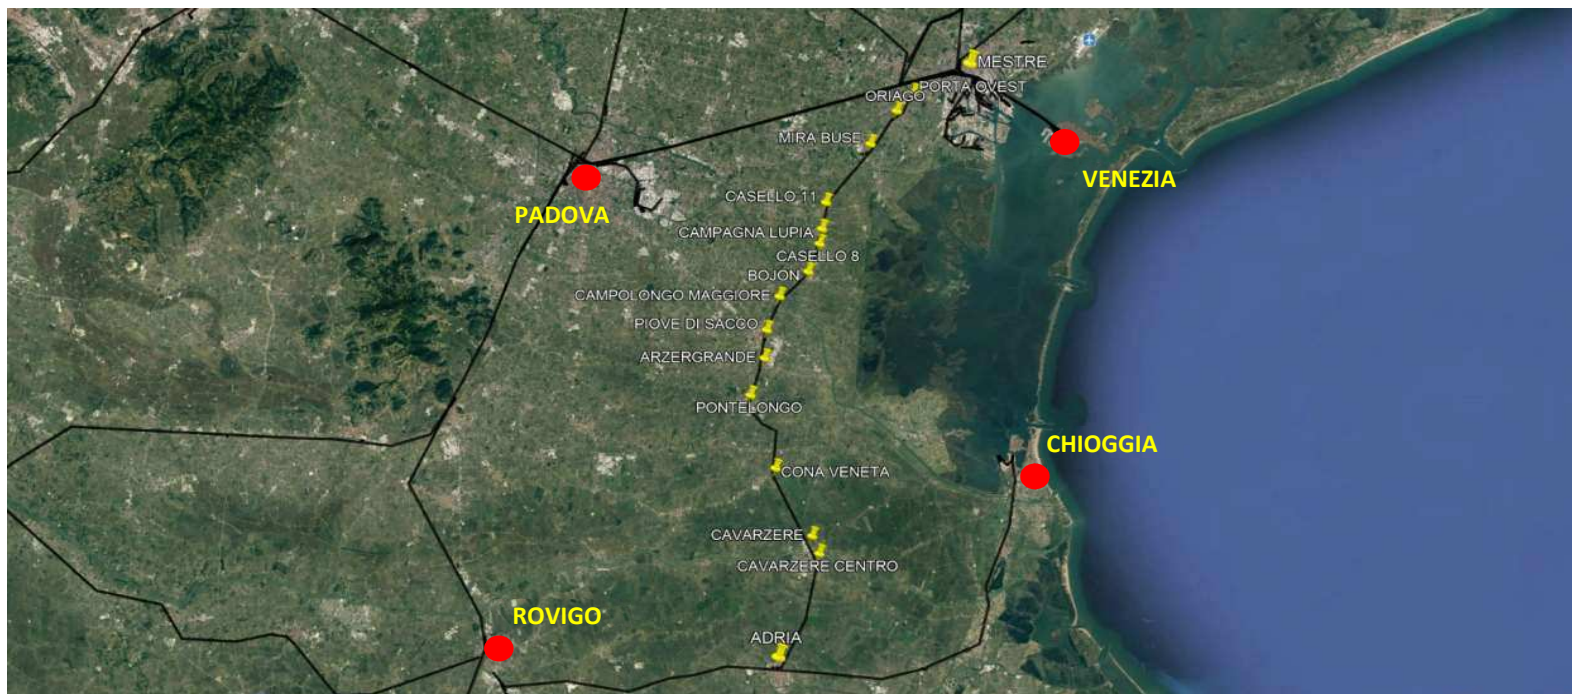 MESTRE
PORTA OVEST
ORIAGO
MIRA BUSE
VENEZIA
CASELLO 11
PADOVA
CAMPAGNA LUPIA
CASELLO 8
BOJON
CAMPOLONGO MAGGIORE
PIOVE DI SACCO
ARZERGRANDE
PONTELONGO
CHIOGGIA
CONA VENETA
CAVARZERE
CAVARZERE CENTRO
ROVIGO
ADRIA